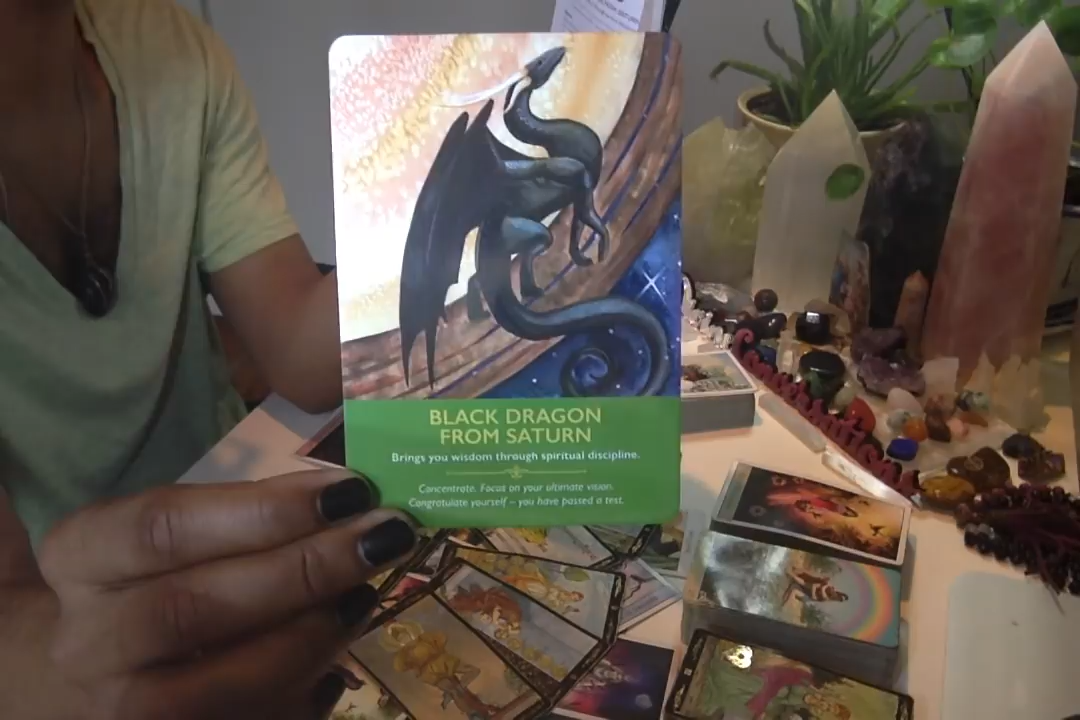 BLACK DRAGON
FROM SATURN
Brings you wisdom through spiritual discipline.
Concentrate. Focus on your ultimate vision.
Congratulate yourself – you have passed a test.